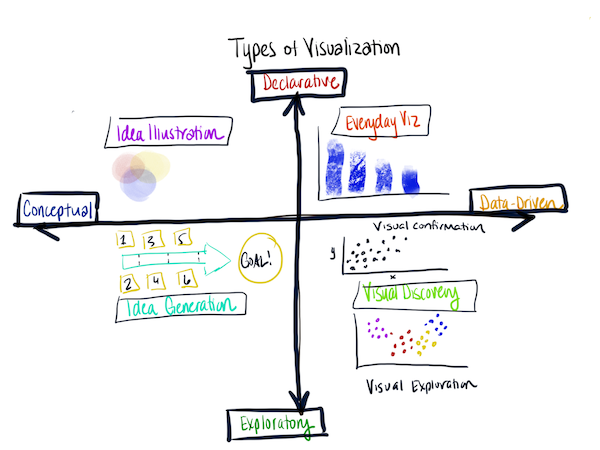 Types of Visualization
Declarative
Idea Illustration
Everyday Viz
Conceptual
Data-Driven
Visual confirmation
1 3 5
y
GOAL!
x
2 4 6
Visual Discovery
Idea Generation
Visual Exploration
Exploratory